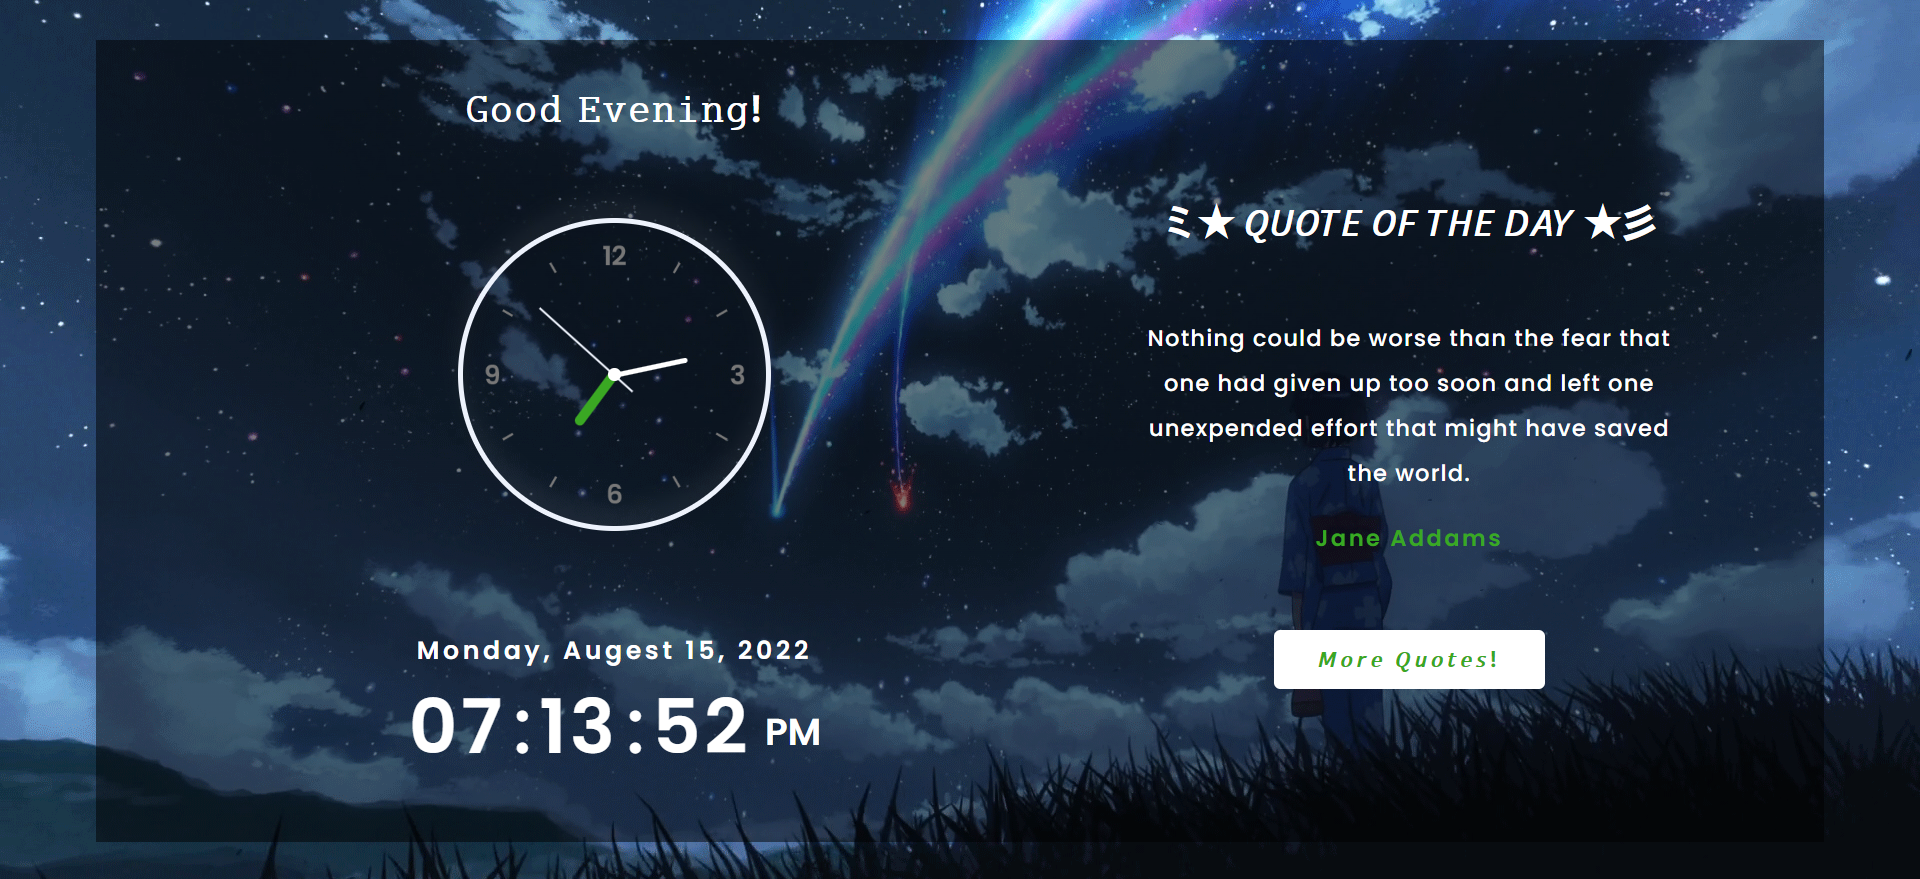 Good Evening!
12
9
3
6
Monday, Augest 15, 2022
07:13:52 PM
ミ★ QUOTE OF THE DAY ★彡
Nothing could be worse than the fear that
one had given up too soon and left one
unexpended effort that might have saved
the world.
Jane Addams
More Quotes!